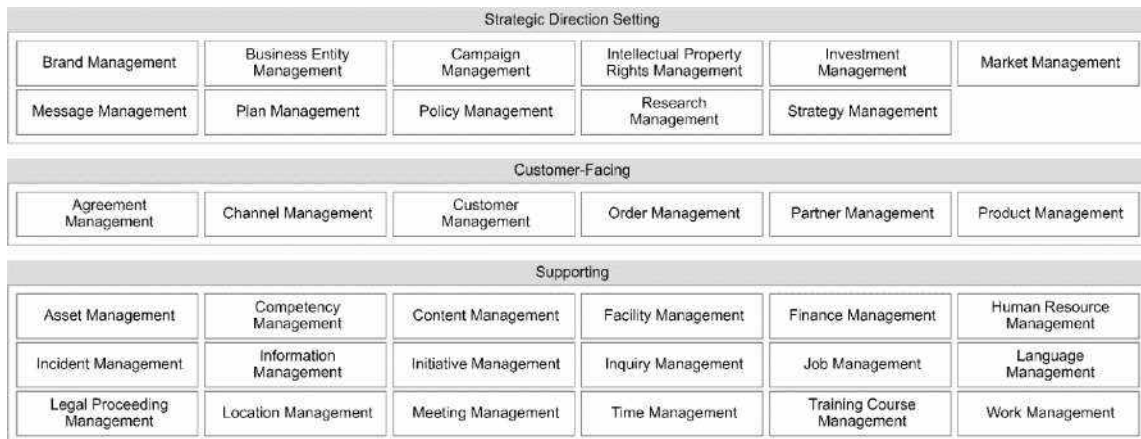 Strategic Direction Setting
Brand Management
Business Entity
Management
Campaign
Management
Intellectual Property
Rights Management
Investment
Management
Market Management
Message Management
Plan Management
Policy Management
Research
Management
Strategy Management
Customer-Facing
Agreement
Management
Channel Management
Customer
Management
Order Management
Partner Management
Product Management
Supporting
Asset Management
Competency
Management
Content Management
Facility Management
Finance Management
Human Resource
Management
Incident Management
Information
Management
Initiative Management
Inquiry Management
Job Management
Language
Management
Legal Proceeding
Management
Location Management
Meeting Management
Time Management
Training Course
Management
Work Management